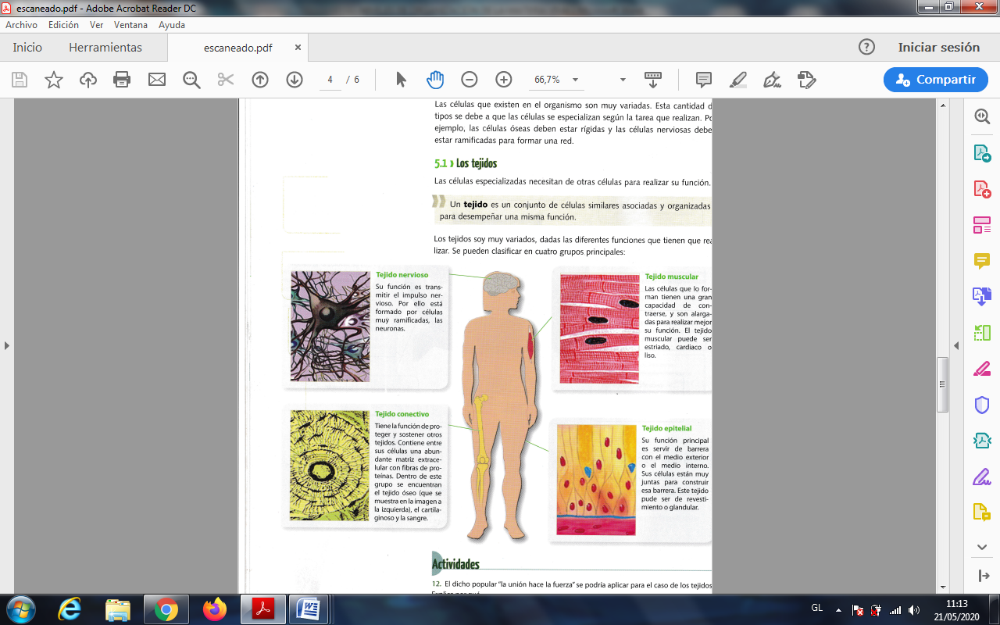 escaneado.pdf - Adobe Acrobat Reader DC
Archivo Edición Ver Ventana Ayuda
Inicio Herramientas escaneado.pdf × ? Iniciar sesión
4 / 6 66,7% Compartir
Las células que existen en el organismo son muy variadas. Esta cantidad d
tipos se debe a que las células se especializan según la tarea que realizan. Po
ejemplo, las células óseas deben estar rígidas y las células nerviosas debe
estar ramificadas para formar una red.
5.1 Los tejidos
Las células especializadas necesitan de otras células para realizar su función.
Un tejido es un conjunto de células similares asociadas y organizadas
para desempeñar una misma función.
Los tejidos soy muy variados, dadas las diferentes funciones que tienen que rea
lizar. Se pueden clasificar en cuatro grupos principales:
Tejido nervioso
Su función es trans-
mitir el impulso ner-
vioso. Por ello está
formado por células
muy ramificadas, las
neuronas.
Tejido muscular
Las células que lo for-
man tienen una gran
capacidad de con-
traerse, y son alarga-
das para realizar mejor
su función. El tejido
muscular puede ser
estriado, cardiaco o
liso.
Tejido conectivo
Tiene la función de pro-
teger y sostener otros
tejidos. Contiene entre
sus células una abun-
dante matriz extrace-
lular con fibras de pro-
teínas. Dentro de este
grupo se encuentran
el tejido óseo (que se
muestra en la imagen a
la izquierda), el cartila-
ginoso y la sangre.
Tejido epitelial
Su función principal
es servir de barrera
con el medio exterior
o el medio interno.
Sus células están muy
juntas para construir
esa barrera. Este tejido
pude ser de revesti-
miento o glandular.
Actividades
12. El dicho popular "la unión hace la fuerza" se podría aplicar para el caso de los tejidos
GL 11:13
21/05/2020